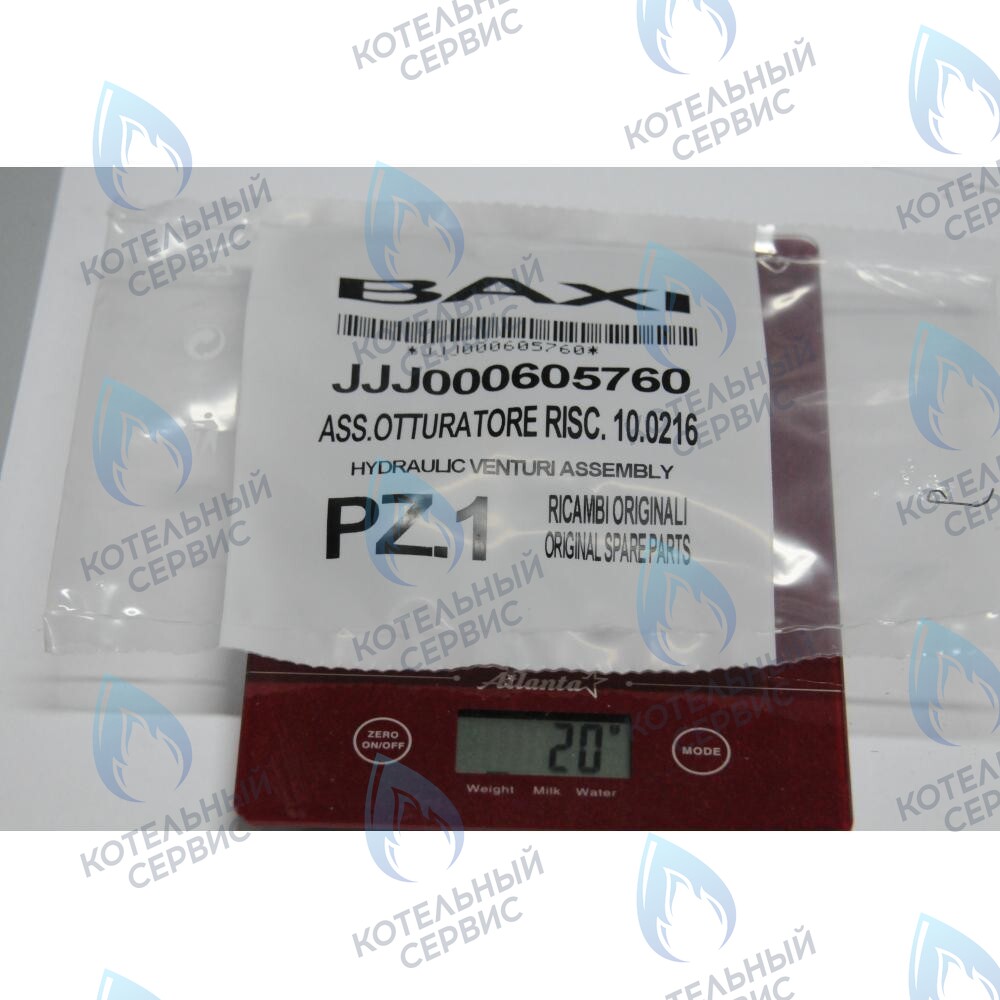 BAXI
*JJJ000605760*
JJJ000605760
ASS.OTTURATORE RISC. 10.0216
HYDRAULIC VENTURI ASSEMBLY
PZ.1
RICAMBI ORIGINALI
ORIGINAL SPARE PARTS
Atlanta
ZERO
ON/OFF
20°
MODE
Weight Milk Water
КОТЕЛЬНЫЙ
СЕРВИС